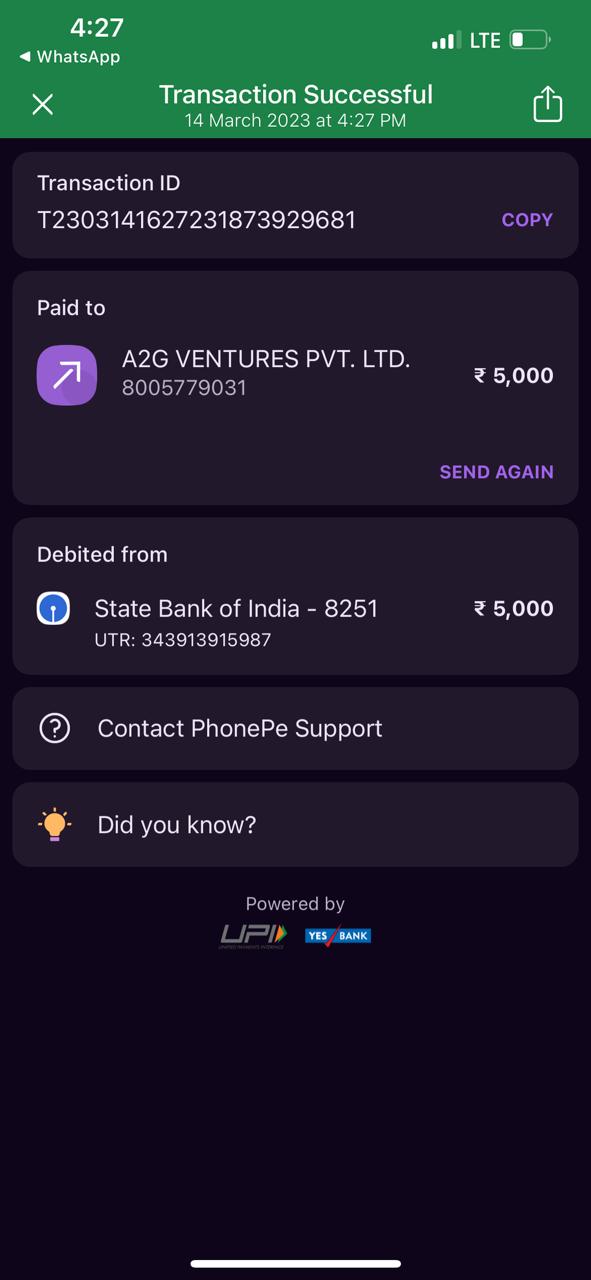 4:27
LTE
◀ WhatsApp
Transaction Successful
14 March 2023 at 4:27 PM
Transaction ID
T2303141627231873929681
COPY
Paid to
A2G VENTURES PVT. LTD.
₹ 5,000
8005779031
SEND AGAIN
Debited from
State Bank of India - 8251
₹ 5,000
UTR: 343913915987
Contact PhonePe Support
Did you know?
Powered by
UPI
UNIFIED PAYMENTS INTERFACE
YES BANK